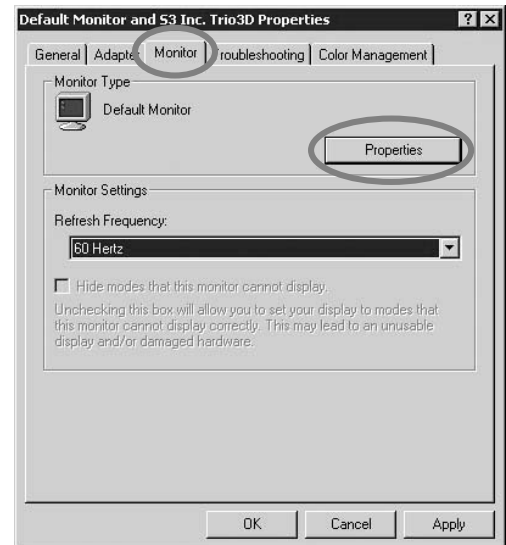 Default Monitor and S3 Inc. Trio3D Properties
General Adapter Monitor Troubleshooting Color Management
Monitor Type
Default Monitor
Properties
Monitor Settings
Refresh Frequency:
60 Hertz
Hide modes that this monitor cannot display.
Unchecking this box will allow you to set your display to modes that
this monitor cannot display correctly. This may lead to an unusable
display and/or damaged hardware.
OK Cancel Apply